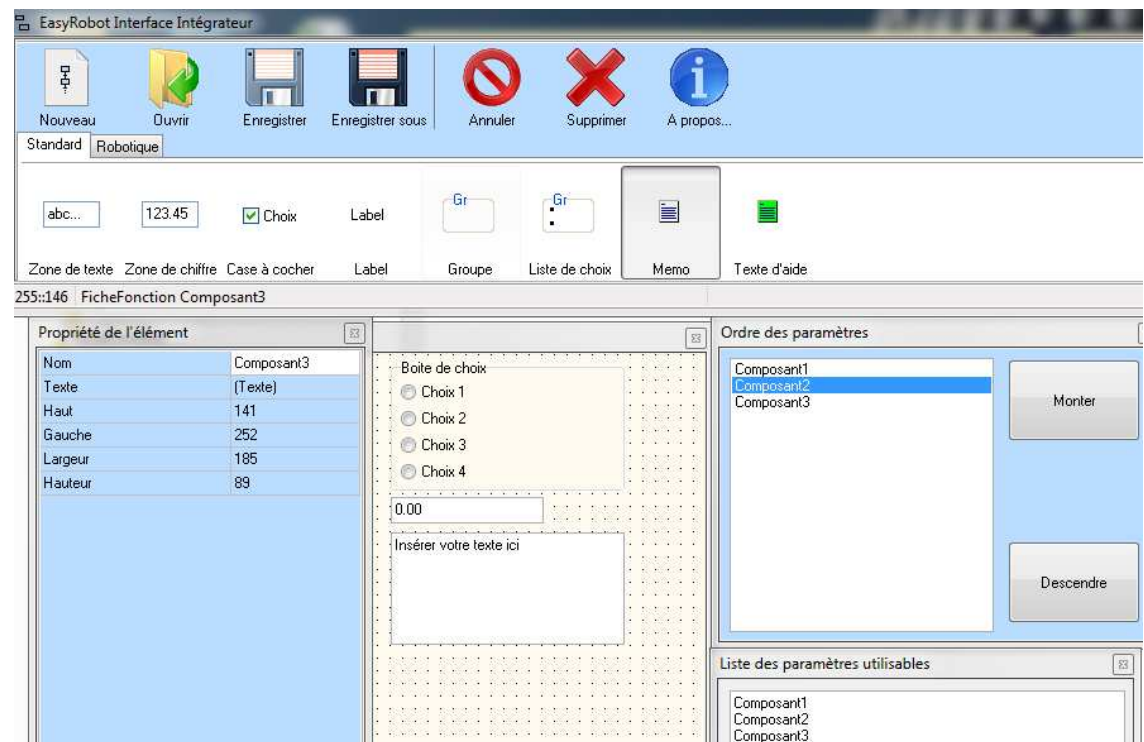 EasyRobot Interface Intégrateur
Nouveau Ouvrir Enregistrer Enregistrer sous Annuler Supprimer A propos...
Standard Robotique
abc... 123.45 Choix Label Gr Gr
Zone de texte Zone de chiffre Case à cocher Label Groupe Liste de choix Memo Texte d'aide
255::146 FicheFonction Composant3
Propriété de l'élément
Nom Composant3
Texte (Texte)
Haut 141
Gauche 252
Largeur 185
Hauteur 89
Boite de choix
Choix 1
Choix 2
Choix 3
Choix 4
0.00
Insérer votre texte ici
Ordre des paramètres
Composant1
Composant2
Composant3
Monter
Descendre
Liste des paramètres utilisables
Composant1
Composant2
Composant3